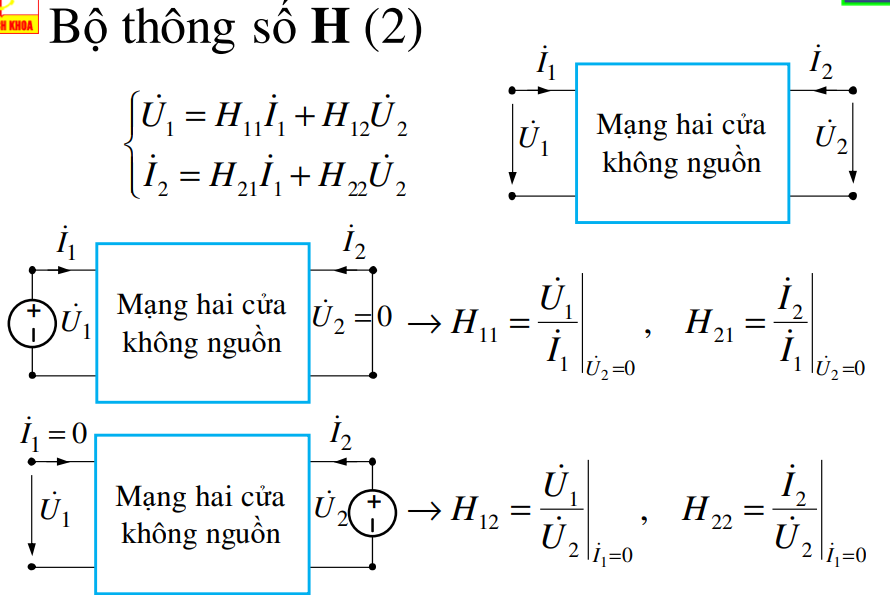 H KHOA
Bộ thông số H (2)
U̇₁ = H₁₁İ₁ + H₁₂U̇₂
İ₂ = H₂₁İ₁ + H₂₂U̇₂
İ₁ İ₂
U̇₁ Mạng hai cửa U̇₂
không nguồn
İ₁ İ₂
U̇₁ Mạng hai cửa U̇₂ = 0
+ −
không nguồn
→ H₁₁ = U̇₁/İ₁ |U̇₂=0 , H₂₁ = İ₂/İ₁ |U̇₂=0
İ₁ = 0 İ₂
U̇₁ Mạng hai cửa U̇₂
+ −
không nguồn
→ H₁₂ = U̇₁/U̇₂ |İ₁=0 , H₂₂ = İ₂/U̇₂ |İ₁=0